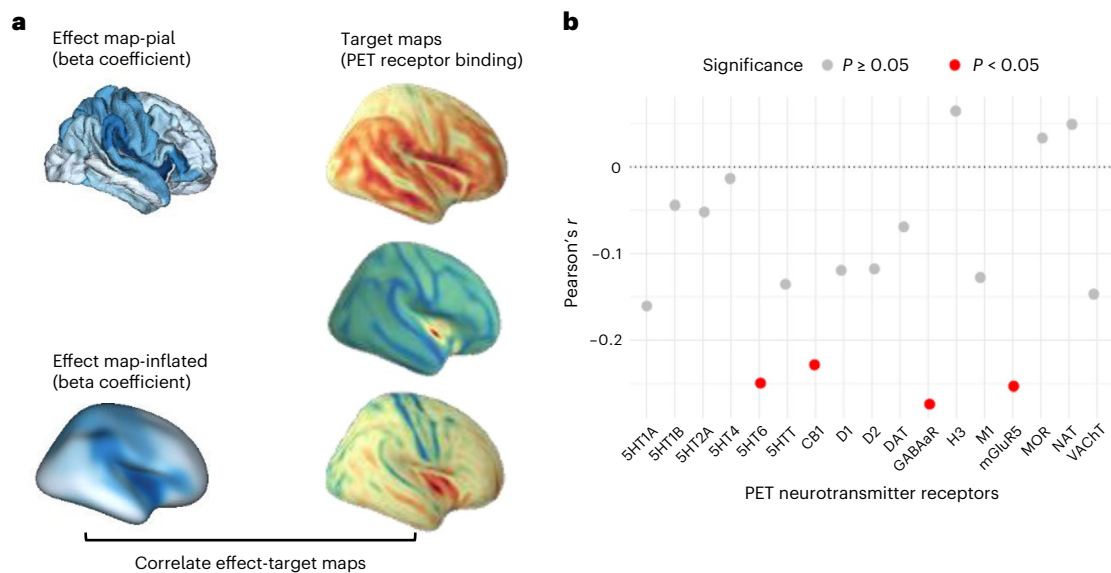 a
Effect map-pial
(beta coefficient)
Target maps
(PET receptor binding)
Effect map-inflated
(beta coefficient)
Correlate effect-target maps
b
Significance P ≥ 0.05 P < 0.05
Pearson's r
0
−0.1
−0.2
5HT1A
5HT1B
5HT2A
5HT4
5HT6
5HTT
CB1
D1
D2
DAT
GABAaR
H3
M1
mGluR5
MOR
NAT
VAChT
PET neurotransmitter receptors